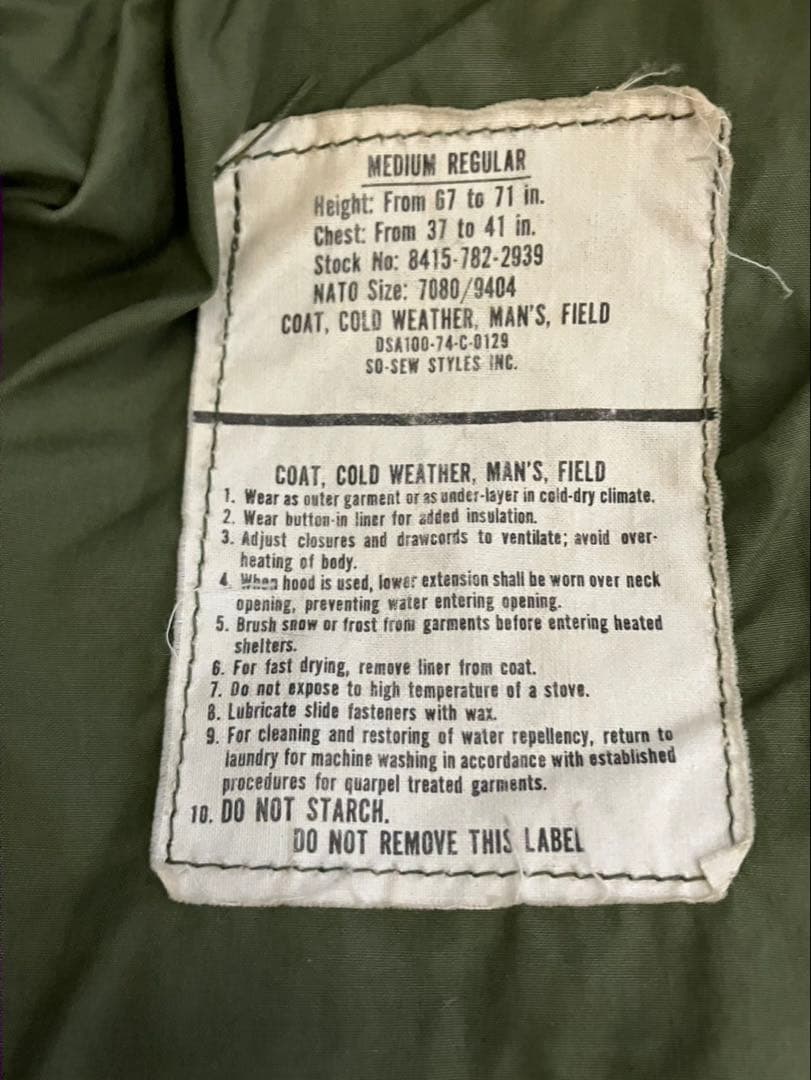 MEDIUM REGULAR
Height: From 67 to 71 in.
Chest: From 37 to 41 in.
Stock No: 8415-782-2939
NATO Size: 7080/9404
COAT, COLD WEATHER, MAN'S, FIELD
DSA100-74-C-0129
SO-SEW STYLES INC.
COAT, COLD WEATHER, MAN'S, FIELD
1. Wear as outer garment or as under-layer in cold-dry climate.
2. Wear button-in liner for added insulation.
3. Adjust closures and drawcords to ventilate; avoid over-
heating of body.
4. When hood is used, lower extension shall be worn over neck
opening, preventing water entering opening.
5. Brush snow or frost from garments before entering heated
shelters.
6. For fast drying, remove liner from coat.
7. Do not expose to high temperature of a stove.
8. Lubricate slide fasteners with wax.
9. For cleaning and restoring of water repellency, return to
laundry for machine washing in accordance with established
procedures for quarpel treated garments.
10. DO NOT STARCH.
DO NOT REMOVE THIS LABEL